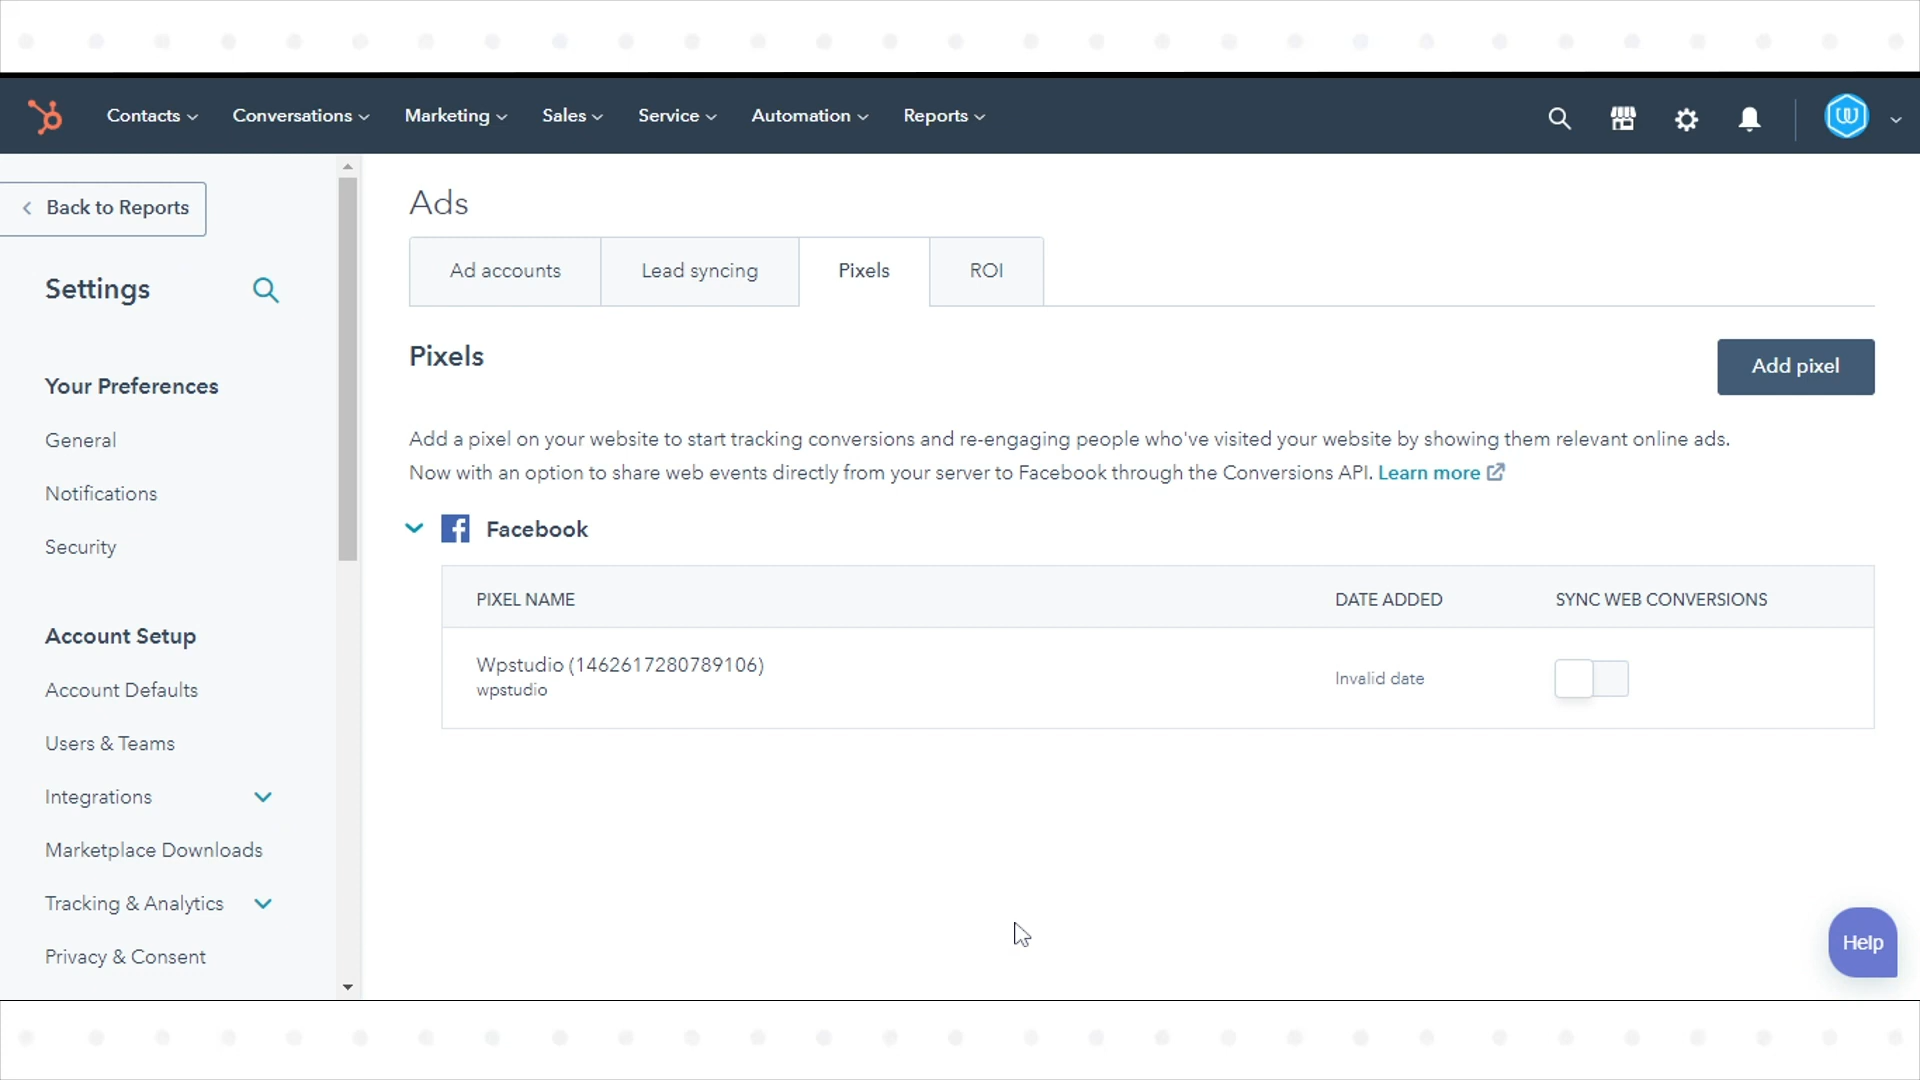 Contacts
Conversations
Marketing
Sales
Service
Automation
Reports
Back to Reports
Settings
Your Preferences
General
Notifications
Security
Account Setup
Account Defaults
Users & Teams
Integrations
Marketplace Downloads
Tracking & Analytics
Privacy & Consent
Ads
Ad accounts
Lead syncing
Pixels
ROI
Pixels
Add pixel
Add a pixel on your website to start tracking conversions and re-engaging people who've visited your website by showing them relevant online ads.
Now with an option to share web events directly from your server to Facebook through the Conversions API. Learn more
Facebook
PIXEL NAME
DATE ADDED
SYNC WEB CONVERSIONS
Wpstudio (1462617280789106)
wpstudio
Invalid date
Help